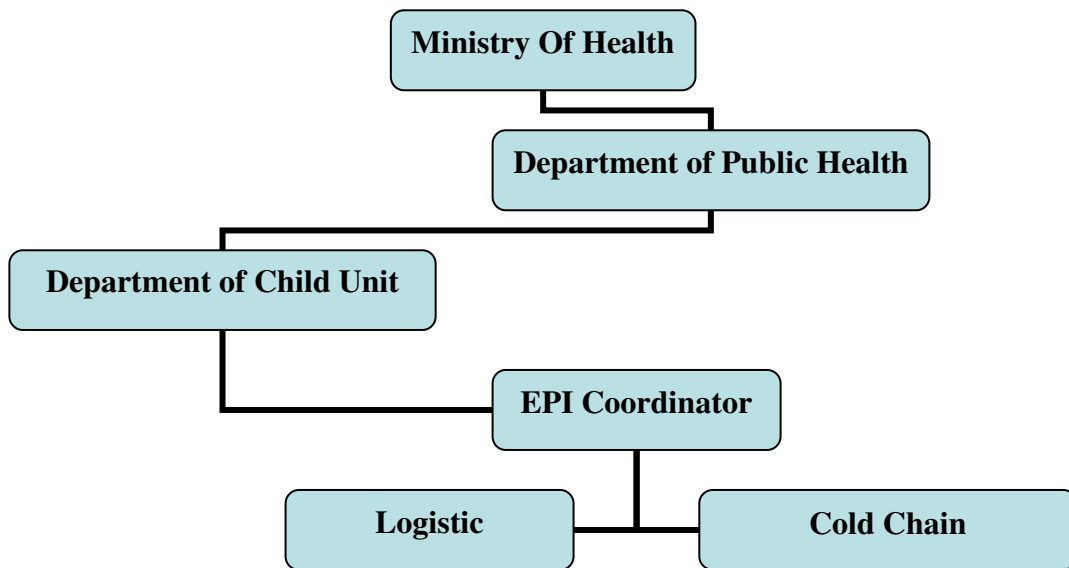 Ministry Of Health
Department of Public Health
Department of Child Unit
EPI Coordinator
Logistic
Cold Chain